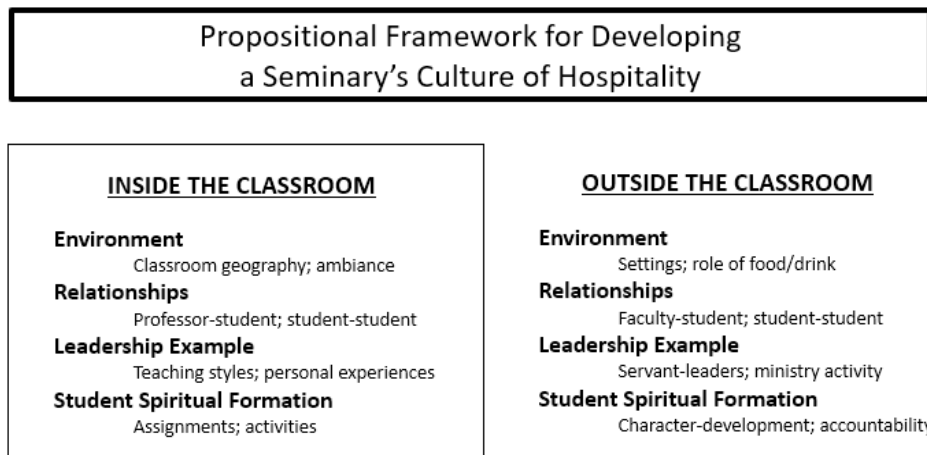 Propositional Framework for Developing
a Seminary's Culture of Hospitality
INSIDE THE CLASSROOM
Environment
Classroom geography; ambiance
Relationships
Professor-student; student-student
Leadership Example
Teaching styles; personal experiences
Student Spiritual Formation
Assignments; activities
OUTSIDE THE CLASSROOM
Environment
Settings; role of food/drink
Relationships
Faculty-student; student-student
Leadership Example
Servant-leaders; ministry activity
Student Spiritual Formation
Character-development; accountability